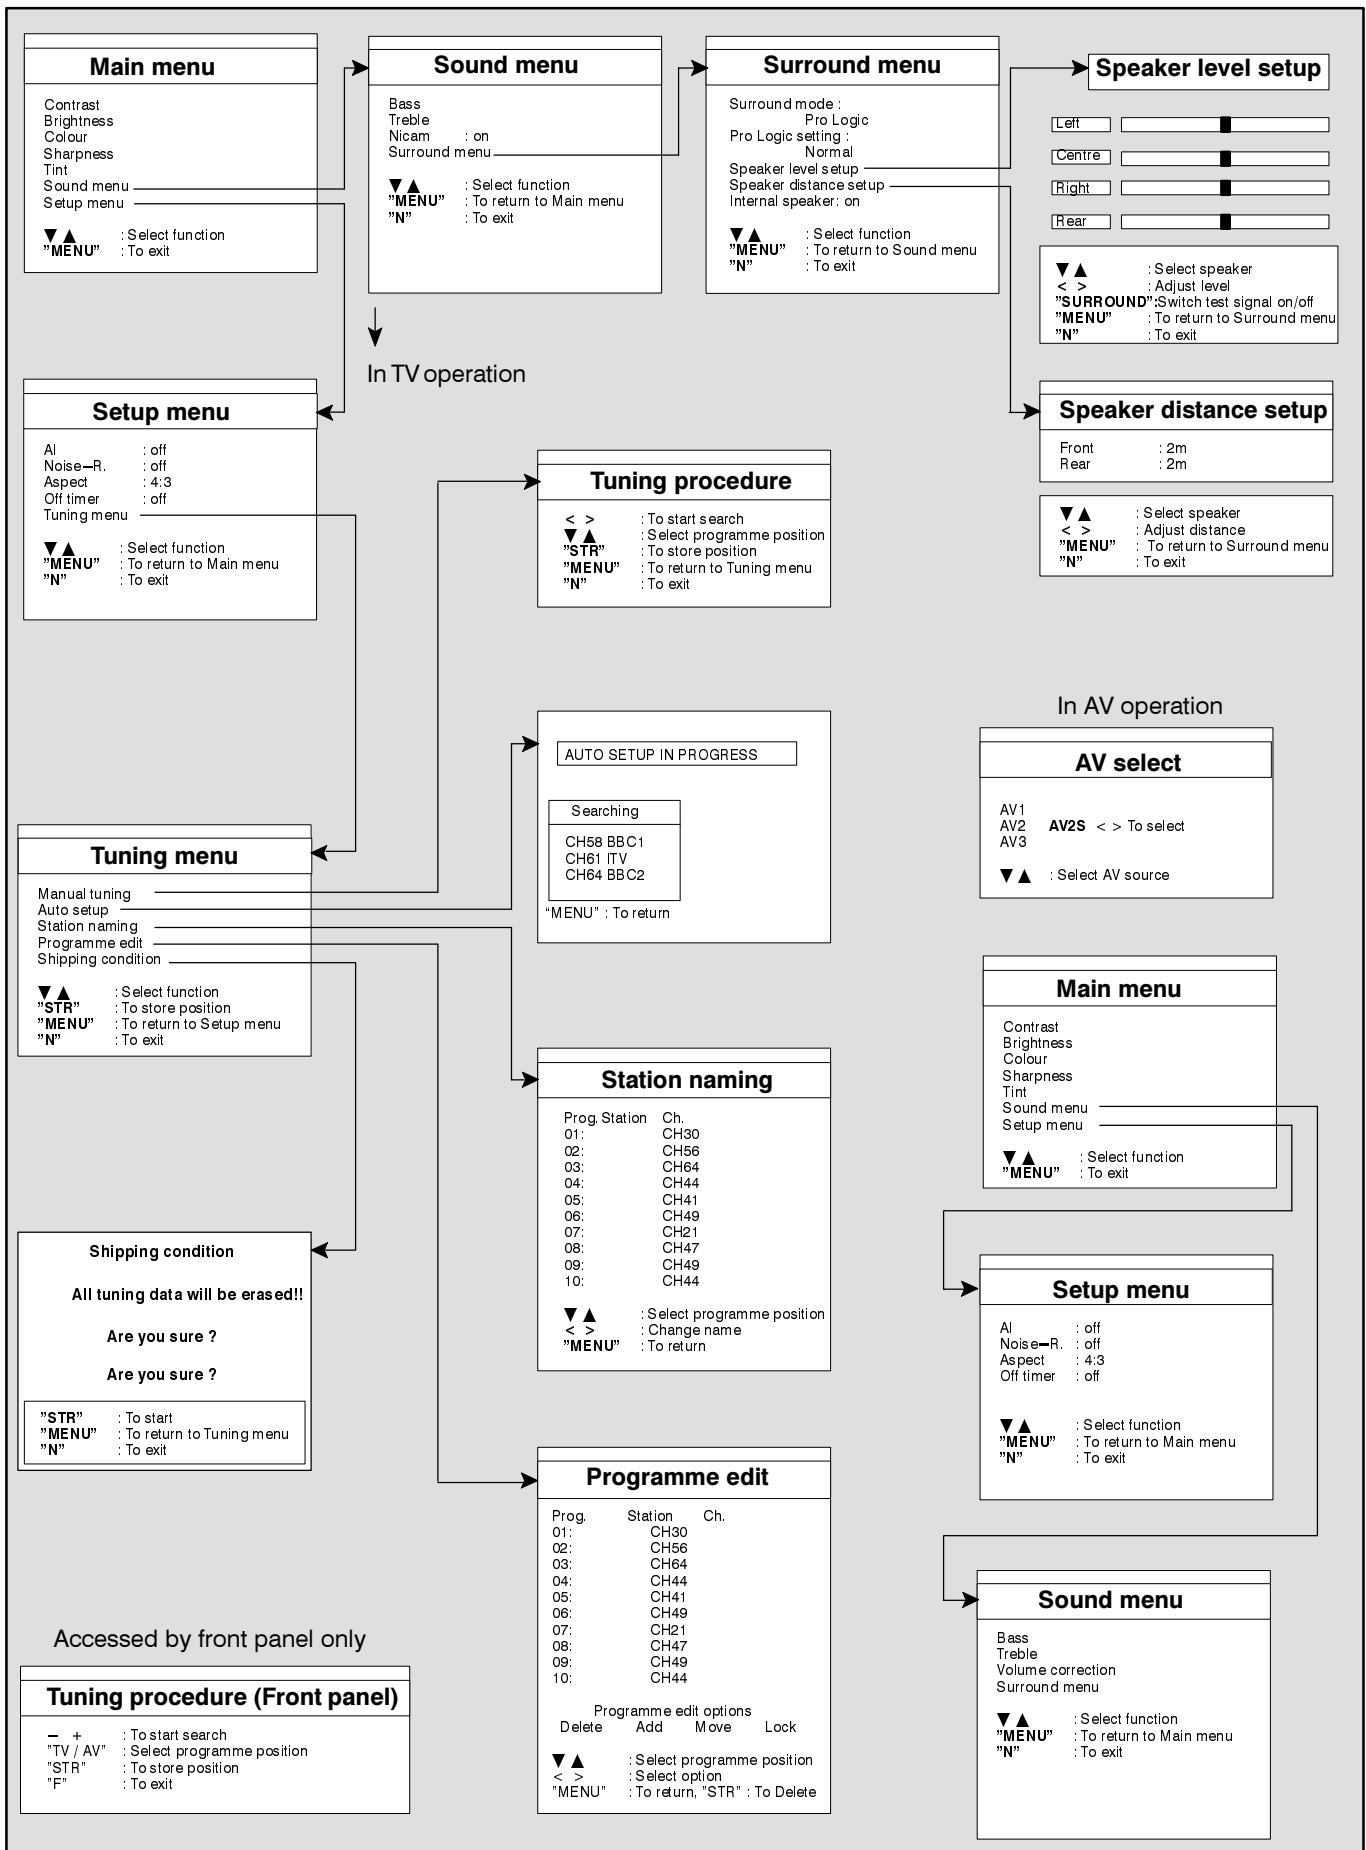 Main menu
Contrast
Brightness
Colour
Sharpness
Tint
Sound menu
Setup menu
▼ ▲ : Select function
"MENU" : To exit
Sound menu
Bass
Treble
Nicam : on
Surround menu
▼ ▲ : Select function
"MENU" : To return to Main menu
"N" : To exit
Surround menu
Surround mode :
Pro Logic
Pro Logic setting :
Normal
Speaker level setup
Speaker distance setup
Internal speaker: on
▼ ▲ : Select function
"MENU" : To return to Sound menu
"N" : To exit
Speaker level setup
Left
Centre
Right
Rear
▼ ▲ : Select speaker
< > : Adjust level
"SURROUND":Switch test signal on/off
"MENU" : To return to Surround menu
"N" : To exit
In TV operation
Setup menu
AI : off
Noise–R. : off
Aspect : 4:3
Off timer : off
Tuning menu
▼ ▲ : Select function
"MENU" : To return to Main menu
"N" : To exit
Tuning procedure
< > : To start search
▼ ▲ : Select programme position
"STR" : To store position
"MENU" : To return to Tuning menu
"N" : To exit
Speaker distance setup
Front : 2m
Rear : 2m
▼ ▲ : Select speaker
< > : Adjust distance
"MENU" : To return to Surround menu
"N" : To exit
AUTO SETUP IN PROGRESS
Searching
CH58 BBC1
CH61 ITV
CH64 BBC2
"MENU" : To return
In AV operation
AV select
AV1
AV2 AV2S < > To select
AV3
▼ ▲ : Select AV source
Tuning menu
Manual tuning
Auto setup
Station naming
Programme edit
Shipping condition
▼ ▲ : Select function
"STR" : To store position
"MENU" : To return to Setup menu
"N" : To exit
Station naming
Prog. Station Ch.
01: CH30
02: CH56
03: CH64
04: CH44
05: CH41
06: CH49
07: CH21
08: CH47
09: CH49
10: CH44
▼ ▲ : Select programme position
< > : Change name
"MENU" : To return
Main menu
Contrast
Brightness
Colour
Sharpness
Tint
Sound menu
Setup menu
▼ ▲ : Select function
"MENU" : To exit
Shipping condition
All tuning data will be erased!!
Are you sure ?
Are you sure ?
"STR" : To start
"MENU" : To return to Tuning menu
"N" : To exit
Setup menu
AI : off
Noise–R. : off
Aspect : 4:3
Off timer : off
▼ ▲ : Select function
"MENU" : To return to Main menu
"N" : To exit
Programme edit
Prog. Station Ch.
01: CH30
02: CH56
03: CH64
04: CH44
05: CH41
06: CH49
07: CH21
08: CH47
09: CH49
10: CH44
Programme edit options
Delete Add Move Lock
▼ ▲ : Select programme position
< > : Select option
"MENU" : To return, "STR" : To Delete
Sound menu
Bass
Treble
Volume correction
Surround menu
▼ ▲ : Select function
"MENU" : To return to Main menu
"N" : To exit
Accessed by front panel only
Tuning procedure (Front panel)
– + : To start search
"TV / AV" : Select programme position
"STR" : To store position
"F" : To exit